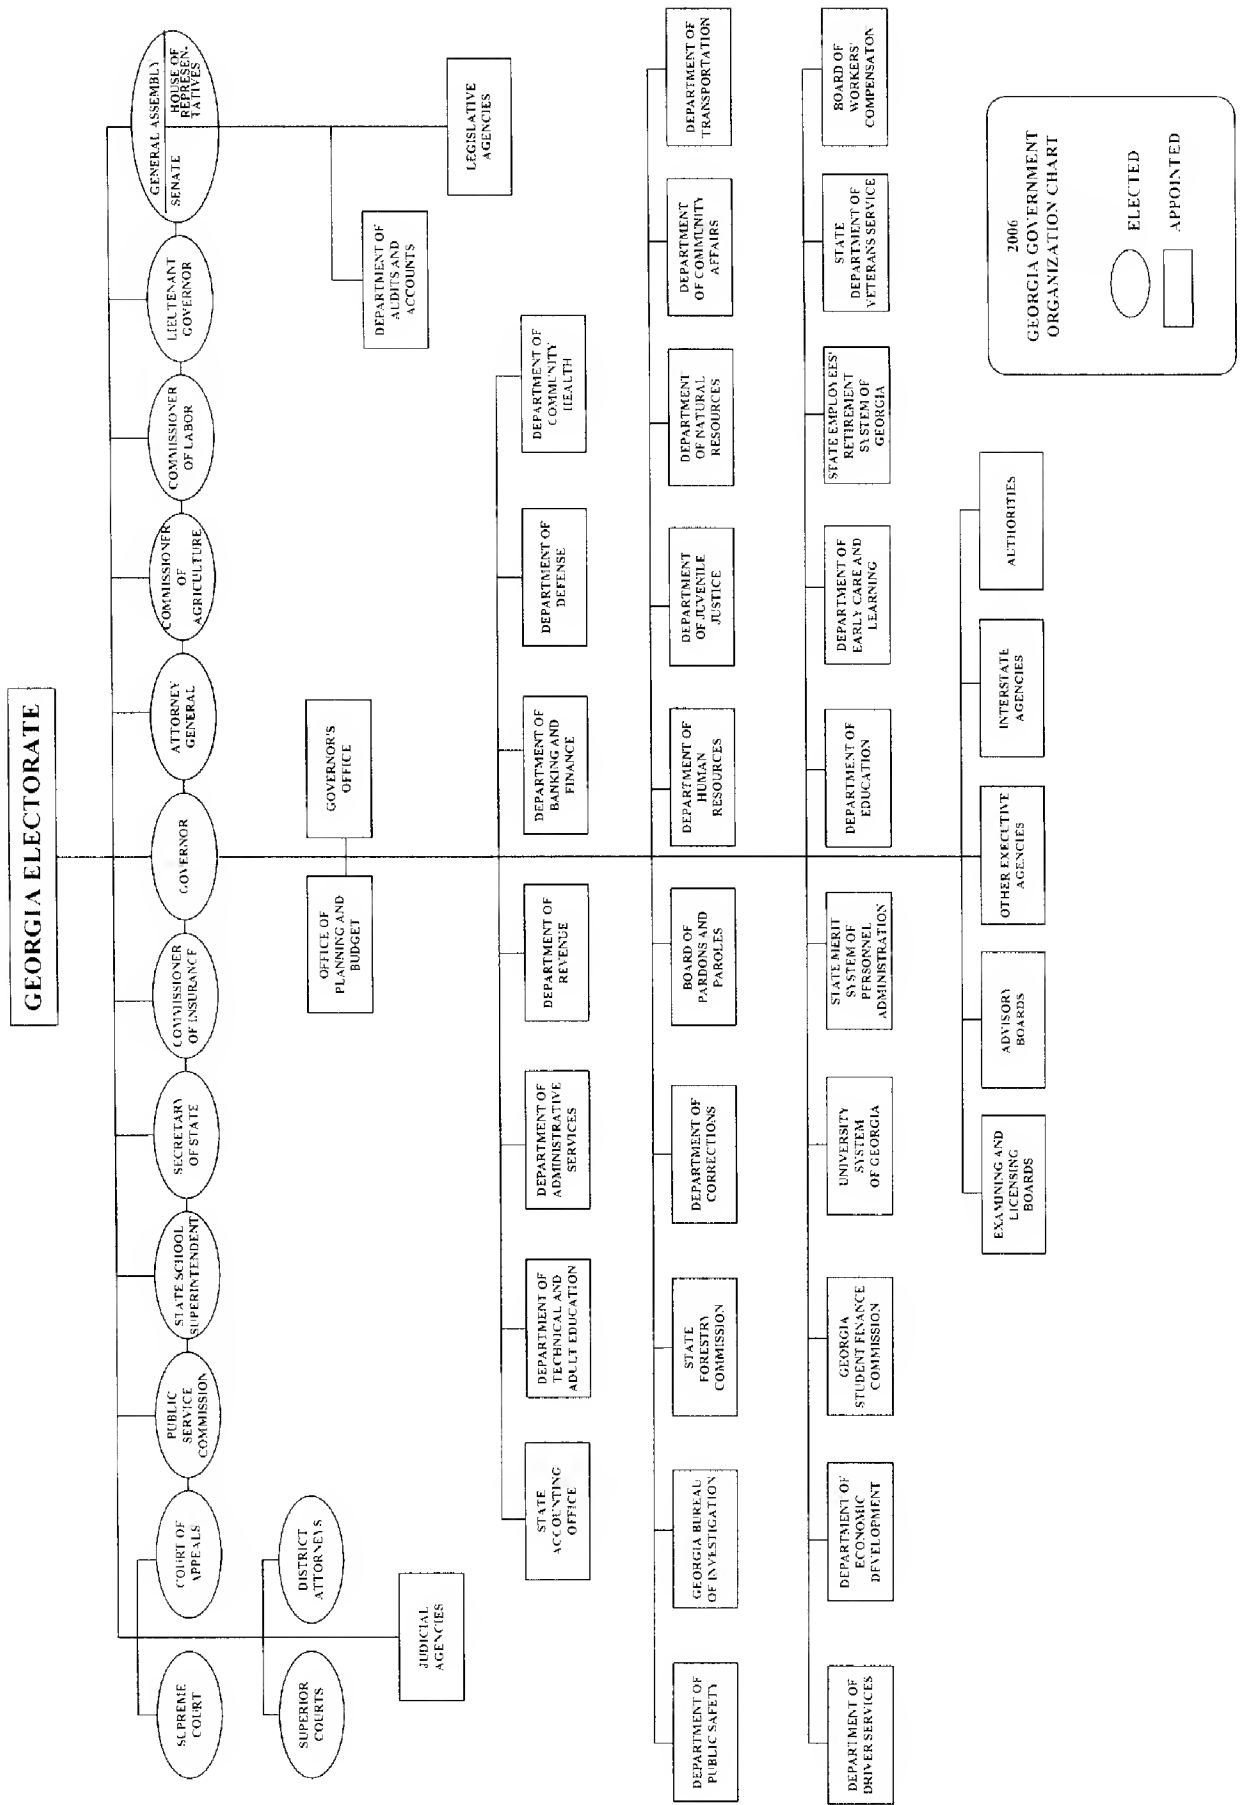 GEORGIA ELECTORATE
SUPREME
COURT
COURT OF
APPEALS
PUBLIC
SERVICE
COMMISSION
STATE SCHOOL
SUPERINTENDENT
SECRETARY
OF STATE
COMMISSIONER
OF INSURANCE
GOVERNOR
ATTORNEY
GENERAL
COMMISSIONER
OF
AGRICULTURE
COMMISSIONER
OF LABOR
LIEUTENANT
GOVERNOR
GENERAL ASSEMBLY
SENATE
HOUSE OF
REPRESEN-
TATIVES
SUPERIOR
COURTS
DISTRICT
ATTORNEYS
JUDICIAL
AGENCIES
OFFICE OF
PLANNING AND
BUDGET
GOVERNOR'S
OFFICE
DEPARTMENT OF
AUDITS AND
ACCOUNTS
LEGISLATIVE
AGENCIES
STATE
ACCOUNTING
OFFICE
DEPARTMENT OF
TECHNICAL AND
ADULT EDUCATION
DEPARTMENT OF
ADMINISTRATIVE
SERVICES
DEPARTMENT OF
REVENUE
DEPARTMENT OF
BANKING AND
FINANCE
DEPARTMENT OF
DEFENSE
DEPARTMENT OF
COMMUNITY
HEALTH
DEPARTMENT OF
PUBLIC SAFETY
GEORGIA BUREAU
OF INVESTIGATION
STATE
FORESTRY
COMMISSION
DEPARTMENT OF
CORRECTIONS
BOARD OF
PARDONS AND
PAROLES
DEPARTMENT OF
HUMAN
RESOURCES
DEPARTMENT
OF JUVENILE
JUSTICE
DEPARTMENT
OF NATURAL
RESOURCES
DEPARTMENT
OF COMMUNITY
AFFAIRS
DEPARTMENT OF
TRANSPORTATION
DEPARTMENT OF
DRIVER SERVICES
DEPARTMENT OF
ECONOMIC
DEVELOPMENT
GEORGIA
STUDENT FINANCE
COMMISSION
UNIVERSITY
SYSTEM
OF GEORGIA
STATE MERIT
SYSTEM OF
PERSONNEL
ADMINISTRATION
DEPARTMENT OF
EDUCATION
DEPARTMENT OF
EARLY CARE AND
LEARNING
STATE EMPLOYEES'
RETIREMENT
SYSTEM OF
GEORGIA
STATE
DEPARTMENT OF
VETERANS SERVICE
BOARD OF
WORKERS'
COMPENSATON
EXAMINING AND
LICENSING
BOARDS
ADVISORY
BOARDS
OTHER EXECUTIVE
AGENCIES
INTERSTATE
AGENCIES
AUTHORITIES
2006
GEORGIA GOVERNMENT
ORGANIZATION CHART
ELECTED
APPOINTED